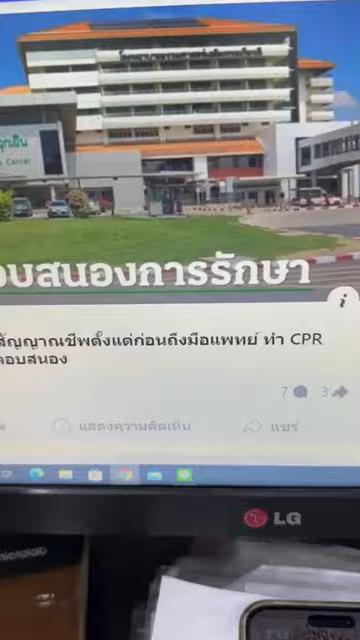 Center
อบสนองการรักษา
สัญญาณชีพตั้งแต่ก่อนถึงมือแพทย์ ทำ CPR
ตอบสนอง
7 3
แสดงความคิดเห็น แชร์
LG